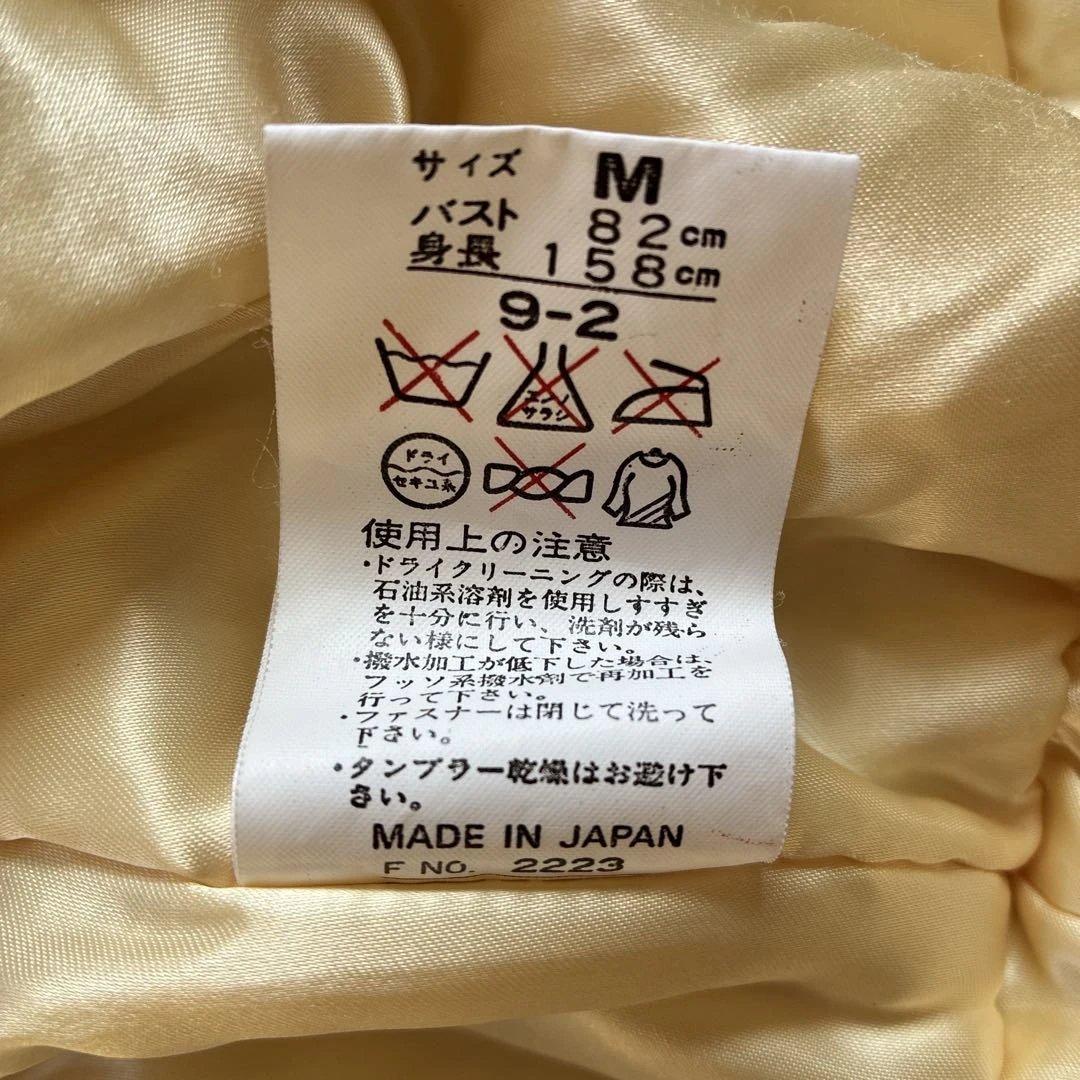 サイズ M
バスト 82cm
身長 158cm
9-2
エンソ
サラシ
ドライ
セキユ系
使用上の注意
・ドライクリーニングの際は、
石油系溶剤を使用しすすぎ
を十分に行い、洗剤が残ら
ない様にして下さい。
・撥水加工が低下した場合は、
フッソ系撥水剤で再加工を
行って下さい。
・ファスナーは閉じて洗って
下さい。
・タンブラー乾燥はお避け下
さい。
MADE IN JAPAN
F NO. 2223